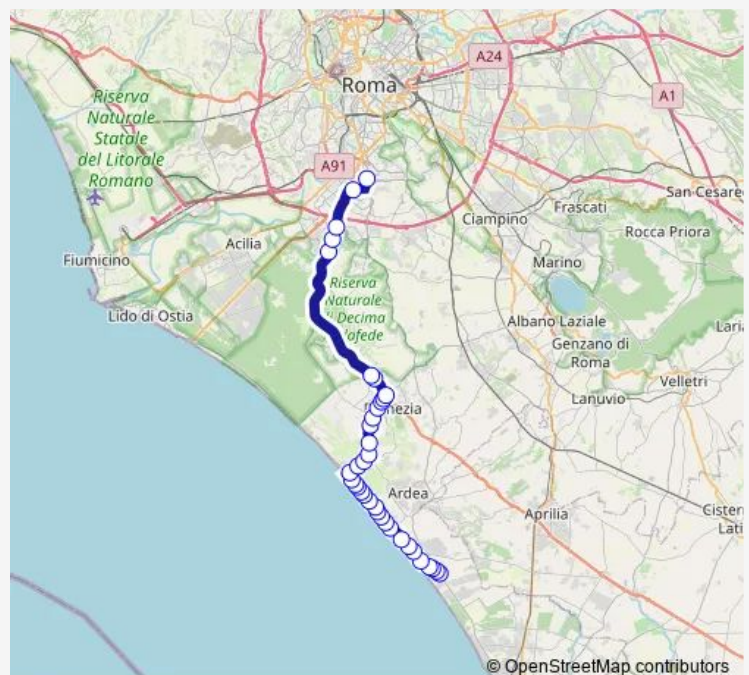 A24
Roma
A1
Riserva
Naturale
Statale
del Litorale
Romano
A91
San Cesareo
Frascati
Ciampino
Rocca Priora
Acilia
Fiumicino
Marino
Riserva
Naturale
Lido di Ostia
Albano Laziale
Genzano di
Roma
Velletri
Lanuvio
Ardea
Aprilia
© OpenStreetMap contributors